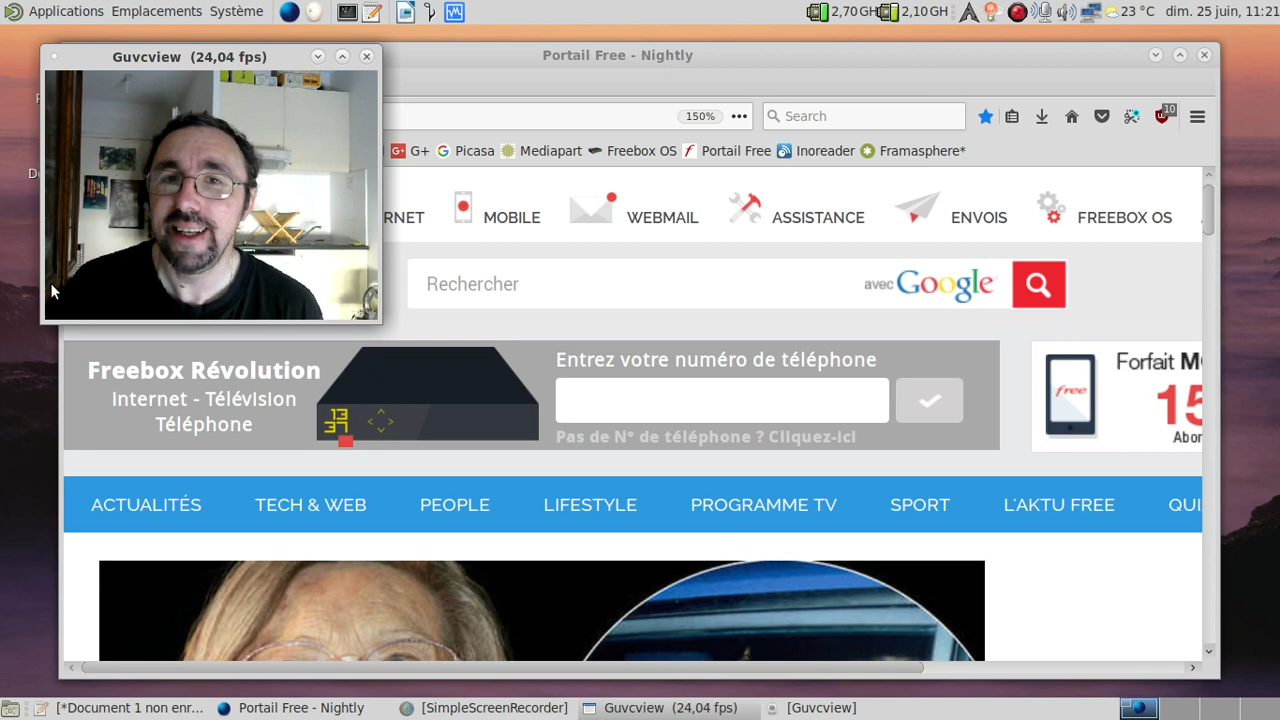 Applications Emplacements Système
2,70 GH 2,10 GH 23 °C dim. 25 juin, 11:21
Guvcview (24,04 fps)
Portail Free - Nightly
150% ••• Search 10
G+ Picasa Mediapart Freebox OS Portail Free Inoreader Framasphere*
RNET MOBILE WEBMAIL ASSISTANCE ENVOIS FREEBOX OS
Rechercher avec Google
Freebox Révolution
Internet - Télévision
Téléphone
13
37
Entrez votre numéro de téléphone
Pas de N° de téléphone ? Cliquez-ici
free
Forfait M
15
Abon
ACTUALITÉS TECH & WEB PEOPLE LIFESTYLE PROGRAMME TV SPORT L'AKTU FREE QUI
[*Document 1 non enr... Portail Free - Nightly [SimpleScreenRecorder] Guvcview (24,04 fps) [Guvcview]